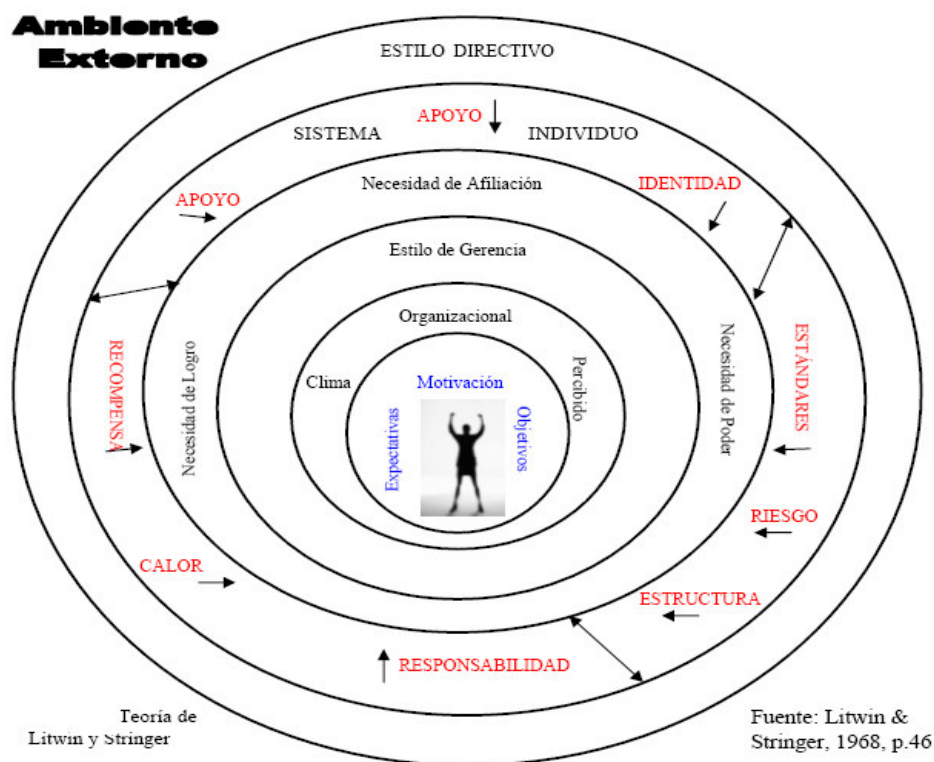 Ambiente
Externo
ESTILO DIRECTIVO
APOYO
SISTEMA
INDIVIDUO
Necesidad de Afiliación
IDENTIDAD
APOYO
Estilo de Gerencia
Organizacional
RECOMPENSA
Necesidad de Logro
Clima
Motivación
Percibido
Necesidad de Poder
ESTÁNDARES
Expectativas
Objetivos
RIESGO
CALOR
ESTRUCTURA
RESPONSABILIDAD
Teoría de
Litwin y Stringer
Fuente: Litwin &
Stringer, 1968, p.46